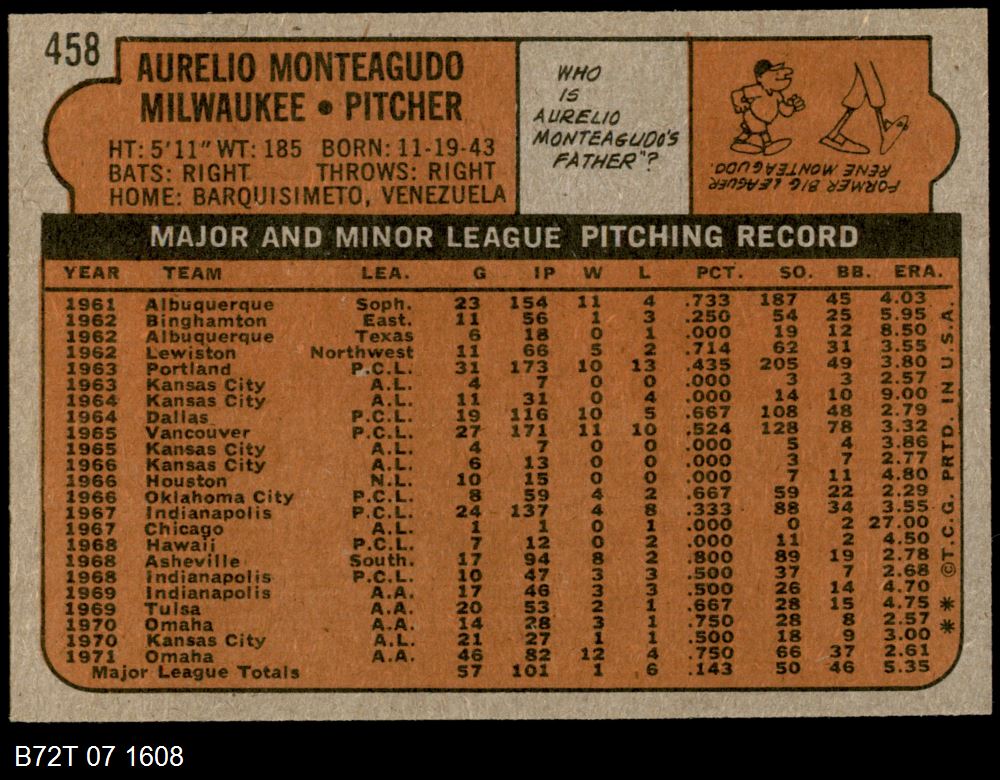 458
AURELIO MONTEAGUDO
MILWAUKEE • PITCHER
HT: 5'11" WT: 185 BORN: 11-19-43
BATS: RIGHT THROWS: RIGHT
HOME: BARQUISIMETO, VENEZUELA
WHO
IS
AURELIO
MONTEAGUDO'S
FATHER"?
FORMER BIG LEAGUER
RENE MONTEAGUDO.
MAJOR AND MINOR LEAGUE PITCHING RECORD
YEAR TEAM LEA. G IP W L PCT. SO. BB. ERA.
1961 Albuquerque Soph. 23 154 11 4 .733 187 45 4.03
1962 Binghamton East. 11 56 1 3 .250 54 25 5.95
1962 Albuquerque Texas 6 18 0 1 .000 19 12 8.50
1962 Lewiston Northwest 11 66 5 2 .714 62 31 3.55
1963 Portland P.C.L. 31 173 10 13 .435 205 49 3.80
1963 Kansas City A.L. 4 7 0 0 .000 3 3 2.57
1964 Kansas City A.L. 11 31 0 4 .000 14 10 9.00
1964 Dallas P.C.L. 19 116 10 5 .667 108 48 2.79
1965 Vancouver P.C.L. 27 171 11 10 .524 128 78 3.32
1965 Kansas City A.L. 4 7 0 0 .000 5 4 3.86
1966 Kansas City A.L. 6 13 0 0 .000 3 7 2.77
1966 Houston N.L. 10 15 0 0 .000 7 11 4.80
1966 Oklahoma City P.C.L. 8 59 4 2 .667 59 22 2.29
1967 Indianapolis P.C.L. 24 137 4 8 .333 88 34 3.55
1967 Chicago A.L. 1 1 0 1 .000 0 2 27.00
1968 Hawaii P.C.L. 7 12 0 2 .000 11 2 4.50
1968 Asheville South. 17 94 8 2 .800 89 19 2.78
1968 Indianapolis P.C.L. 10 47 3 3 .500 37 7 2.68
1969 Indianapolis A.A. 17 46 3 3 .500 26 14 4.70
1969 Tulsa A.A. 20 53 2 1 .667 28 15 4.75
1970 Omaha A.A. 14 28 3 1 .750 28 8 2.57
1970 Kansas City A.L. 21 27 1 1 .500 18 9 3.00
1971 Omaha A.A. 46 82 12 4 .750 66 37 2.61
Major League Totals 57 101 1 6 .143 50 46 5.35
* * © T.C.G. PRTD. IN U.S.A.
B72T 07 1608